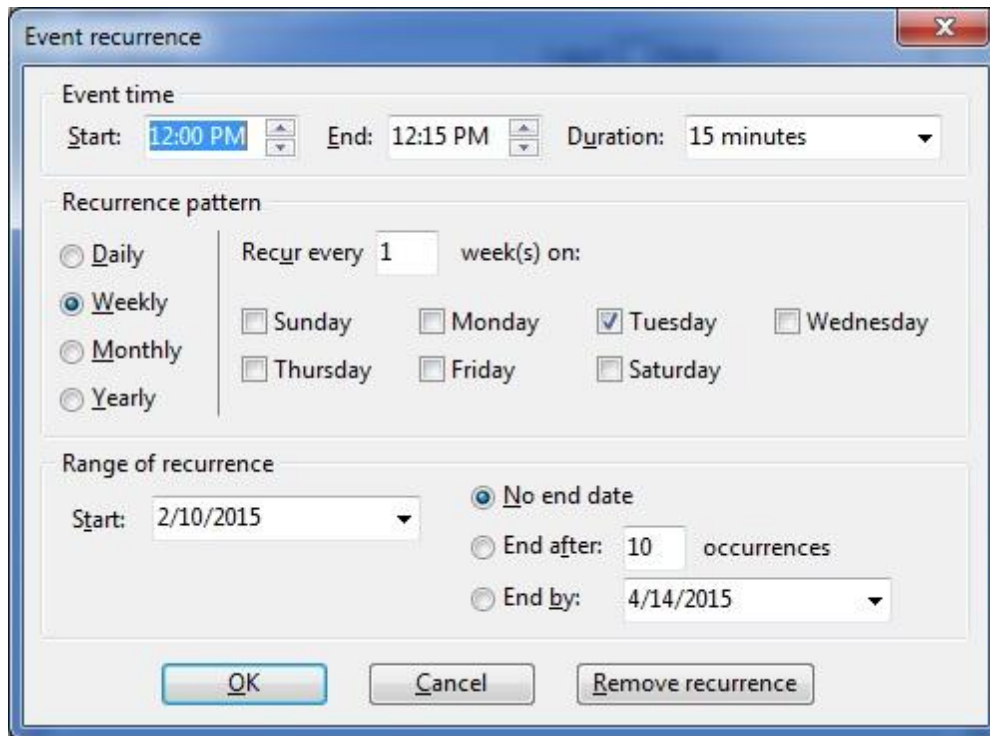 Event recurrence
Event time
Start: 12:00 PM End: 12:15 PM Duration: 15 minutes
Recurrence pattern
Daily Recur every 1 week(s) on:
Weekly
Sunday Monday Tuesday Wednesday
Monthly
Thursday Friday Saturday
Yearly
Range of recurrence
Start: 2/10/2015 No end date
End after: 10 occurrences
End by: 4/14/2015
OK Cancel Remove recurrence